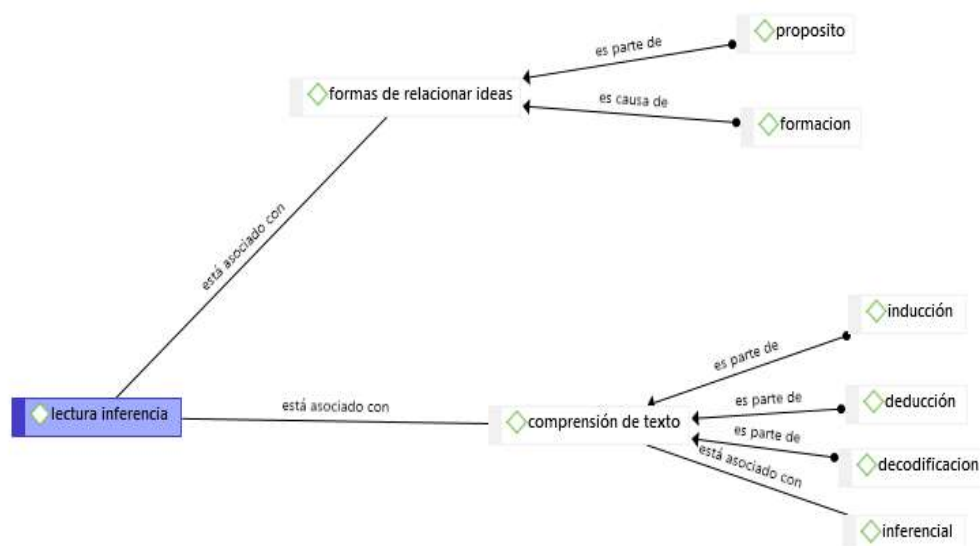 proposito
es parte de
formas de relacionar ideas
es causa de
formacion
está asociado con
inducción
es parte de
lectura inferencia
está asociado con
comprensión de texto
es parte de
deducción
es parte de
decodificacion
está asociado con
inferencial